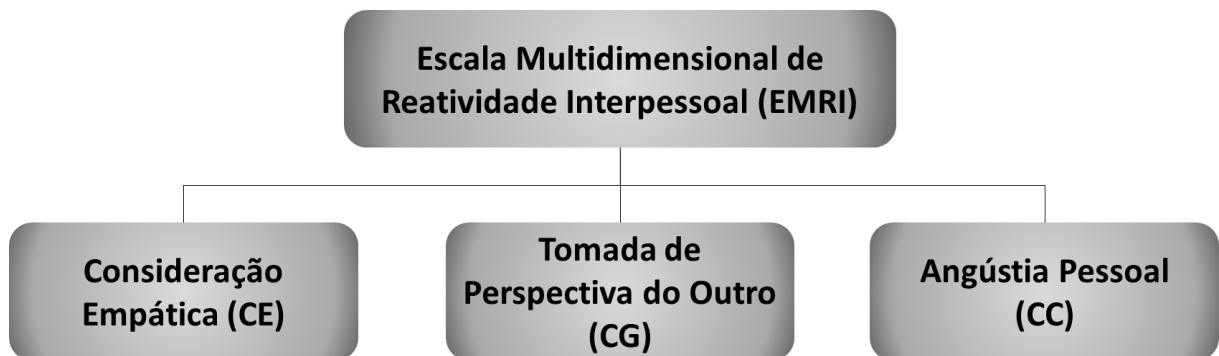 Escala Multidimensional de
Reatividade Interpessoal (EMRI)
Consideração
Empática (CE)
Tomada de
Perspectiva do Outro
(CG)
Angústia Pessoal
(CC)